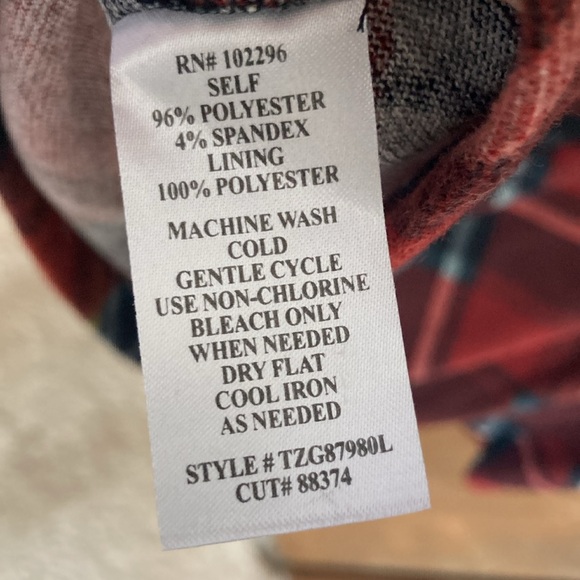 RN# 102296
SELF
96% POLYESTER
4% SPANDEX
LINING
100% POLYESTER
MACHINE WASH
COLD
GENTLE CYCLE
USE NON-CHLORINE
BLEACH ONLY
WHEN NEEDED
DRY FLAT
COOL IRON
AS NEEDED
STYLE # TZG87980L
CUT# 88374